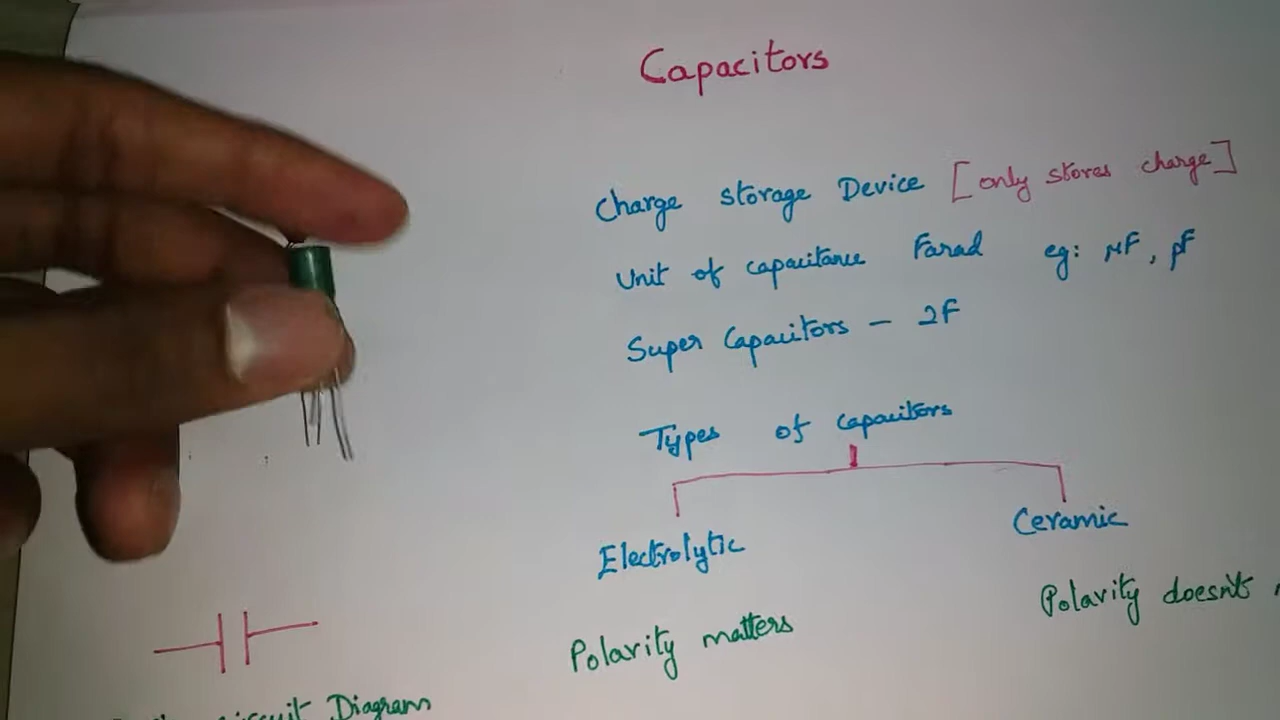 Capacitors
Charge Storage Device [only stores charge]
Unit of capacitance Farad eg: μF, pF
Super Capacitors - 2F
Types of capacitors
Electrolytic
Ceramic
Polarity matters
Polarity doesn't
circuit Diagram